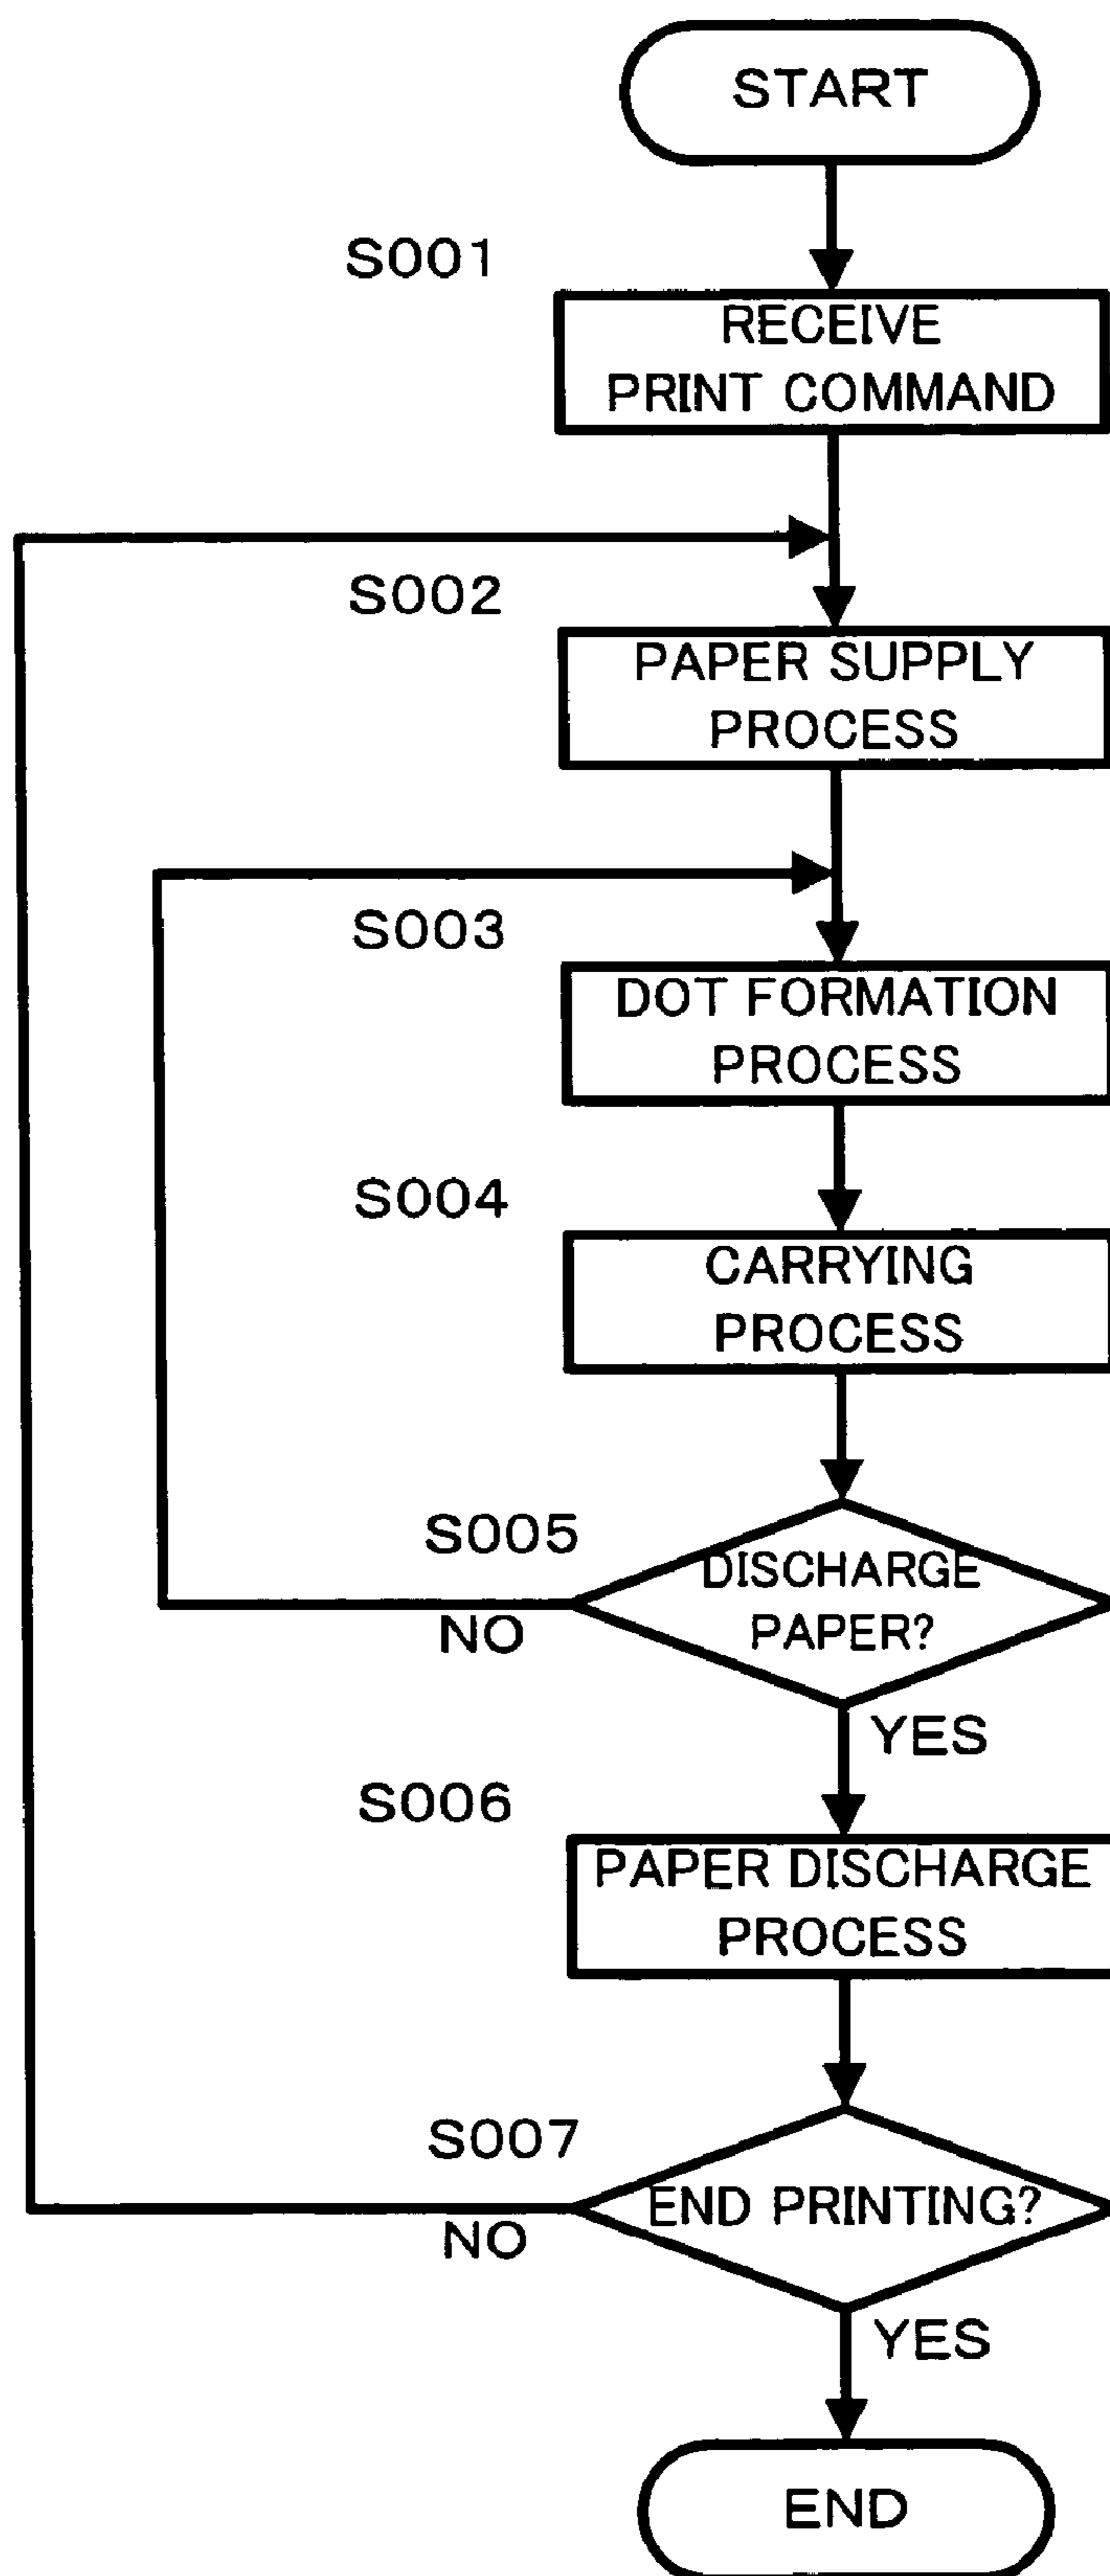 START
S001
RECEIVE
PRINT COMMAND
S002
PAPER SUPPLY
PROCESS
S003
DOT FORMATION
PROCESS
S004
CARRYING
PROCESS
S005
DISCHARGE
PAPER?
NO
YES
S006
PAPER DISCHARGE
PROCESS
S007
END PRINTING?
NO
YES
END